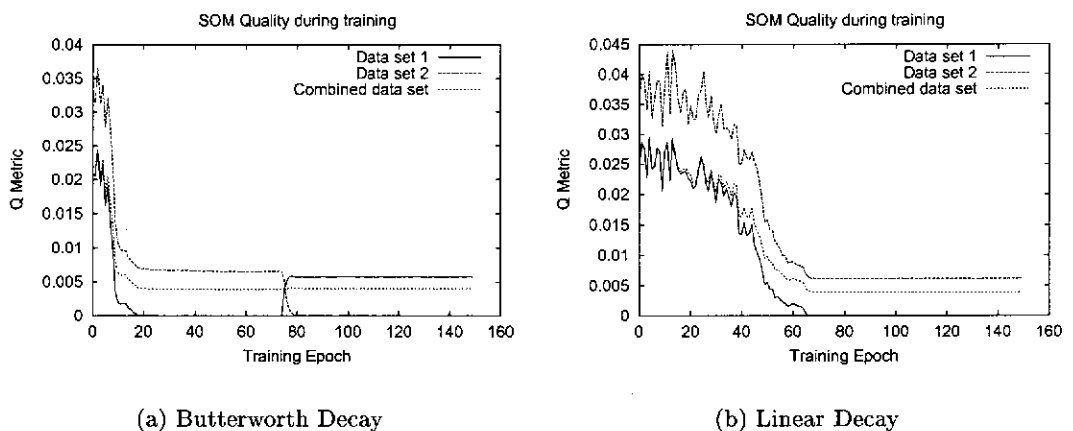 SOM Quality during training
0.04
0.035
0.03
0.025
0.02
0.015
0.01
0.005
0
Q Metric
Data set 1
Data set 2
Combined data set
0 20 40 60 80 100 120 140 160
Training Epoch
(a) Butterworth Decay
SOM Quality during training
0.045
0.04
0.035
0.03
0.025
0.02
0.015
0.01
0.005
0
Q Metric
Data set 1
Data set 2
Combined data set
0 20 40 60 80 100 120 140 160
Training Epoch
(b) Linear Decay